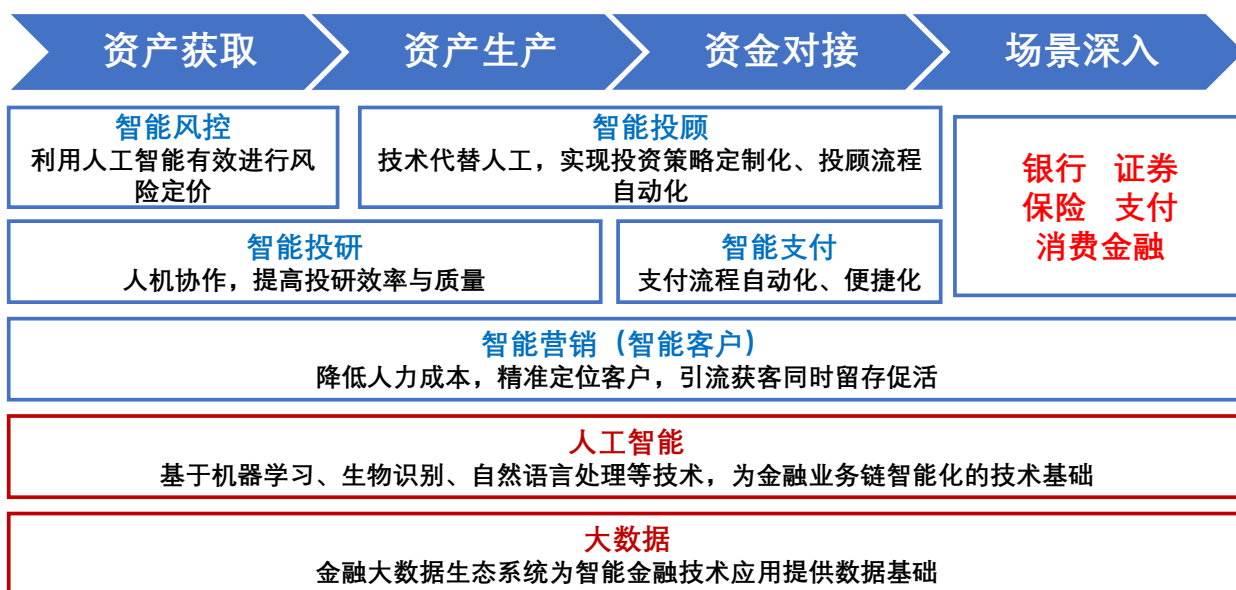 资产获取
资产生产
资金对接
场景深入
智能风控
利用人工智能有效进行风
险定价
智能投顾
技术代替人工，实现投资策略定制化、投顾流程
自动化
银行 证券
保险 支付
消费金融
智能投研
人机协作，提高投研效率与质量
智能支付
支付流程自动化、便捷化
智能营销（智能客户）
降低人力成本，精准定位客户，引流获客同时留存促活
人工智能
基于机器学习、生物识别、自然语言处理等技术，为金融业务链智能化的技术基础
大数据
金融大数据生态系统为智能金融技术应用提供数据基础